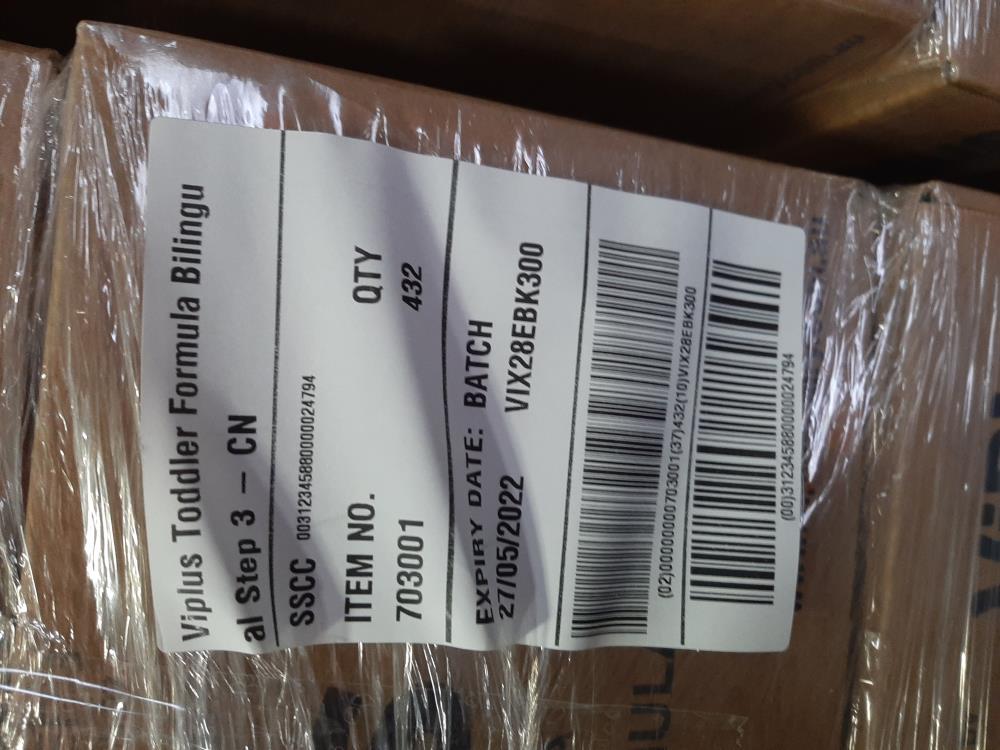 Viplus Toddler Formula Bilingu
al Step 3 – CN
SSCC 00312345880000024794
ITEM NO. QTY
703001 432
EXPIRY DATE: BATCH
27/05/2022 VIX28EBK300
(02)00000000703001(37)432(10)VIX28EBK300
(00)312345880000024794